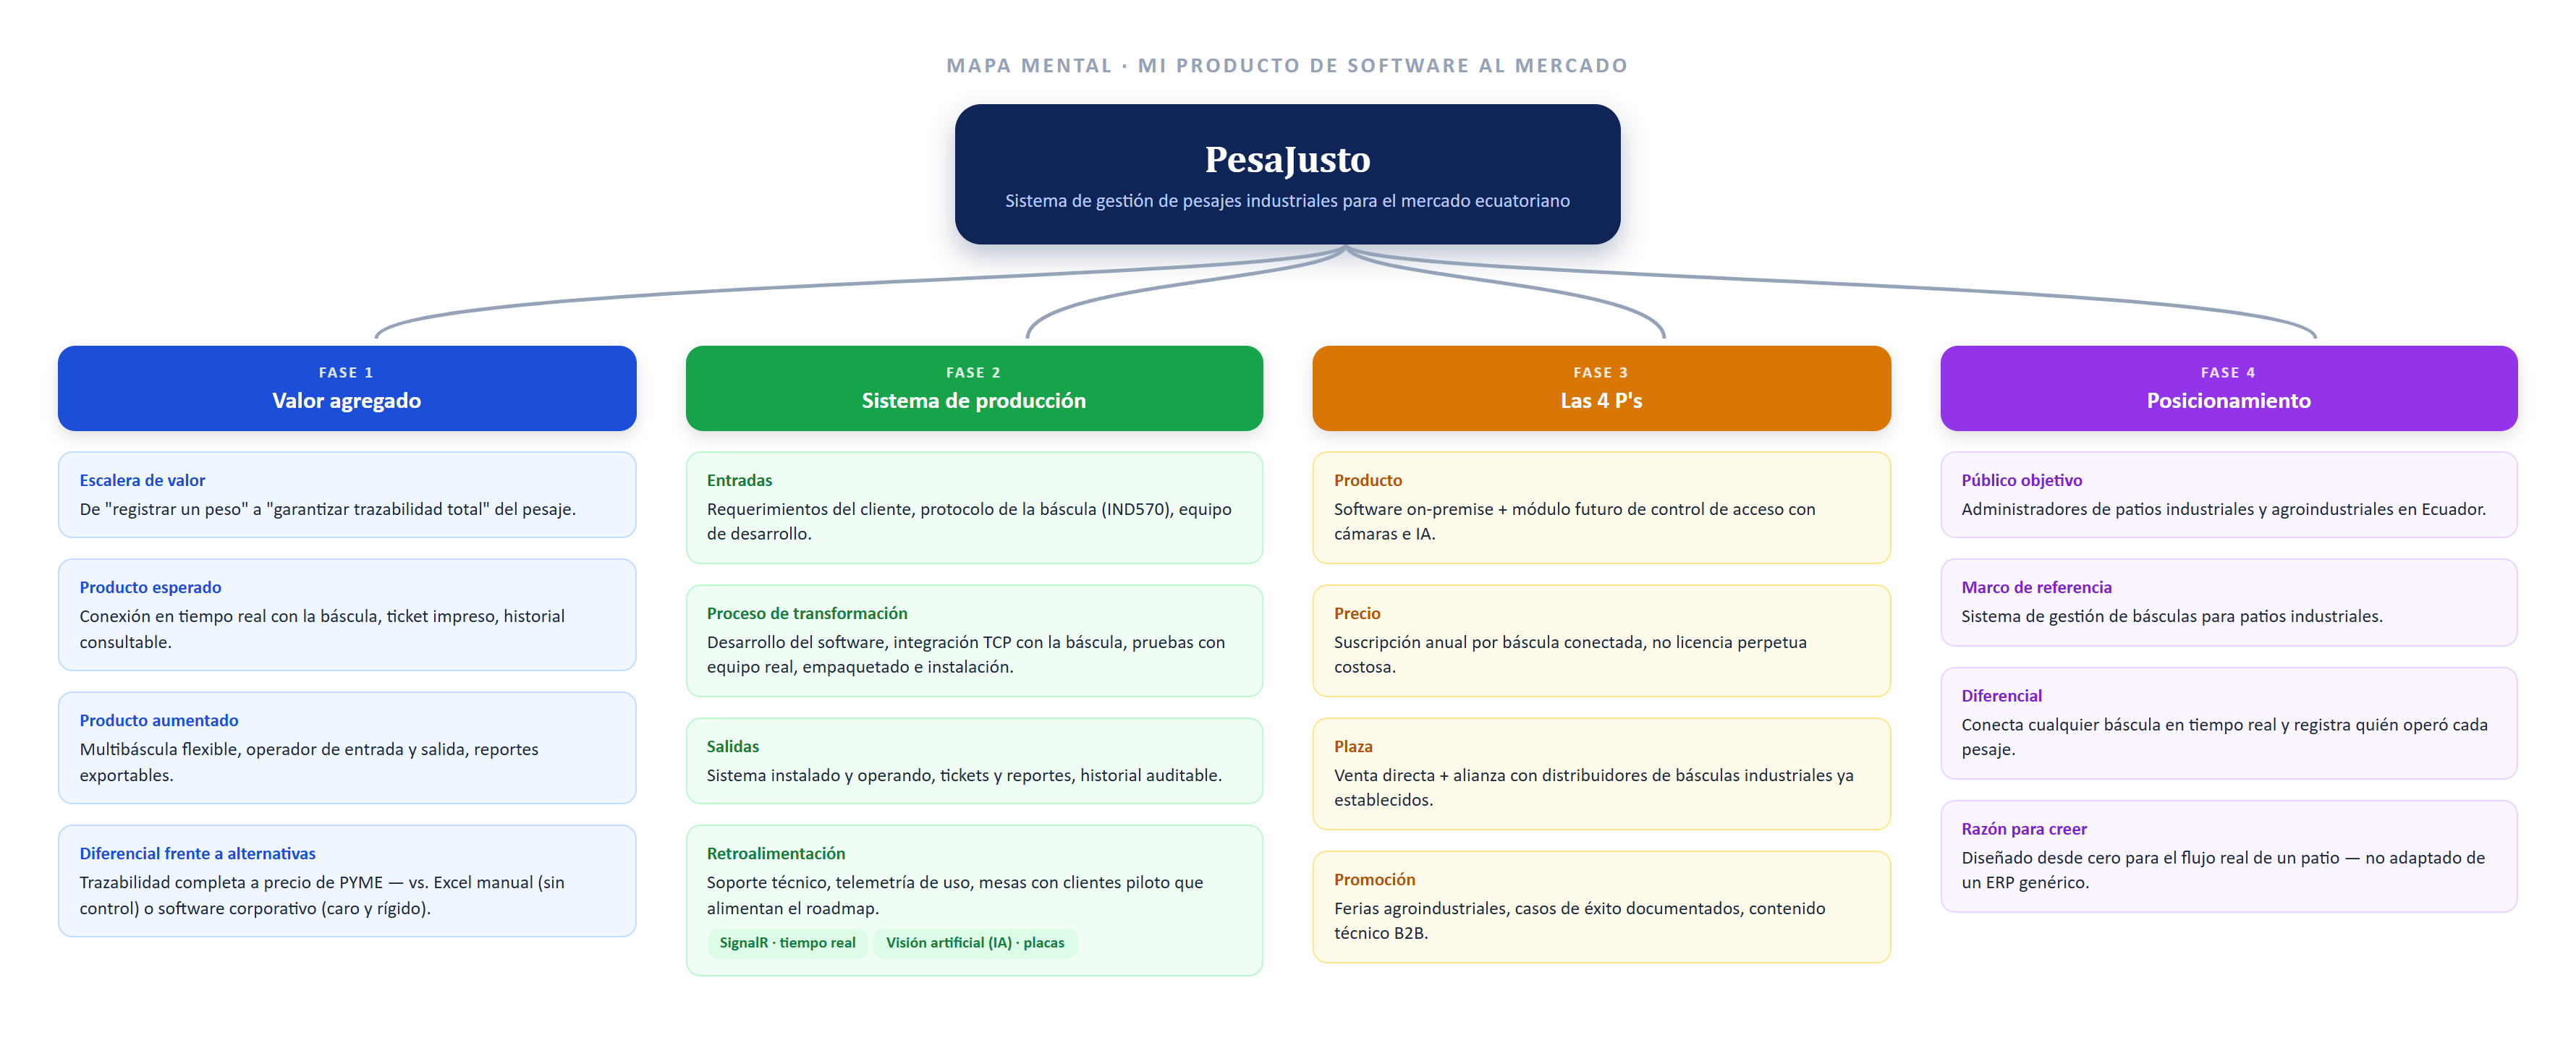 MAPA MENTAL · MI PRODUCTO DE SOFTWARE AL MERCADO
PesaJusto
Sistema de gestión de pesajes industriales para el mercado ecuatoriano
FASE 1
Valor agregado
Escalera de valor
De "registrar un peso" a "garantizar trazabilidad total" del pesaje.
Producto esperado
Conexión en tiempo real con la báscula, ticket impreso, historial
consultable.
Producto aumentado
Multibáscula flexible, operador de entrada y salida, reportes
exportables.
Diferencial frente a alternativas
Trazabilidad completa a precio de PYME — vs. Excel manual (sin
control) o software corporativo (caro y rígido).
FASE 2
Sistema de producción
Entradas
Requerimientos del cliente, protocolo de la báscula (IND570), equipo
de desarrollo.
Proceso de transformación
Desarrollo del software, integración TCP con la báscula, pruebas con
equipo real, empaquetado e instalación.
Salidas
Sistema instalado y operando, tickets y reportes, historial auditable.
Retroalimentación
Soporte técnico, telemetría de uso, mesas con clientes piloto que
alimentan el roadmap.
SignalR · tiempo real
Visión artificial (IA) · placas
FASE 3
Las 4 P's
Producto
Software on-premise + módulo futuro de control de acceso con
cámaras e IA.
Precio
Suscripción anual por báscula conectada, no licencia perpetua
costosa.
Plaza
Venta directa + alianza con distribuidores de básculas industriales ya
establecidos.
Promoción
Ferias agroindustriales, casos de éxito documentados, contenido
técnico B2B.
FASE 4
Posicionamiento
Público objetivo
Administradores de patios industriales y agroindustriales en Ecuador.
Marco de referencia
Sistema de gestión de básculas para patios industriales.
Diferencial
Conecta cualquier báscula en tiempo real y registra quién operó cada
pesaje.
Razón para creer
Diseñado desde cero para el flujo real de un patio — no adaptado de
un ERP genérico.